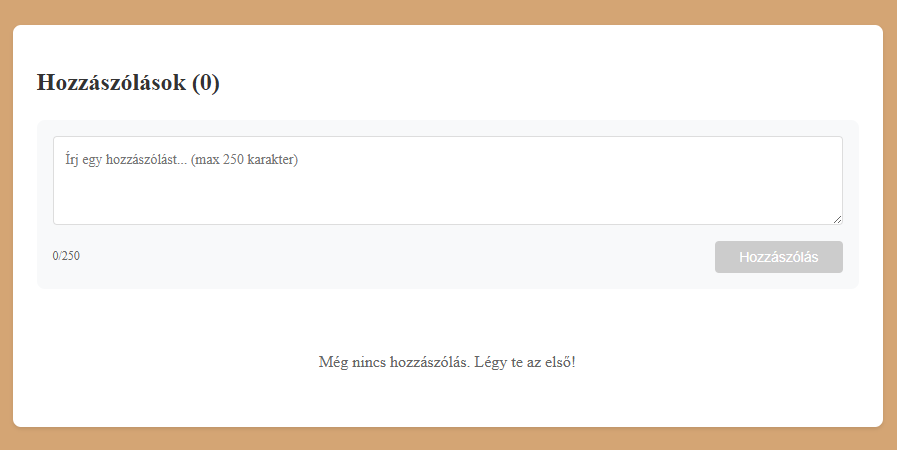 Hozzászólások (0)
Írj egy hozzászólást... (max 250 karakter)
0/250
Hozzászólás
Még nincs hozzászólás. Légy te az első!